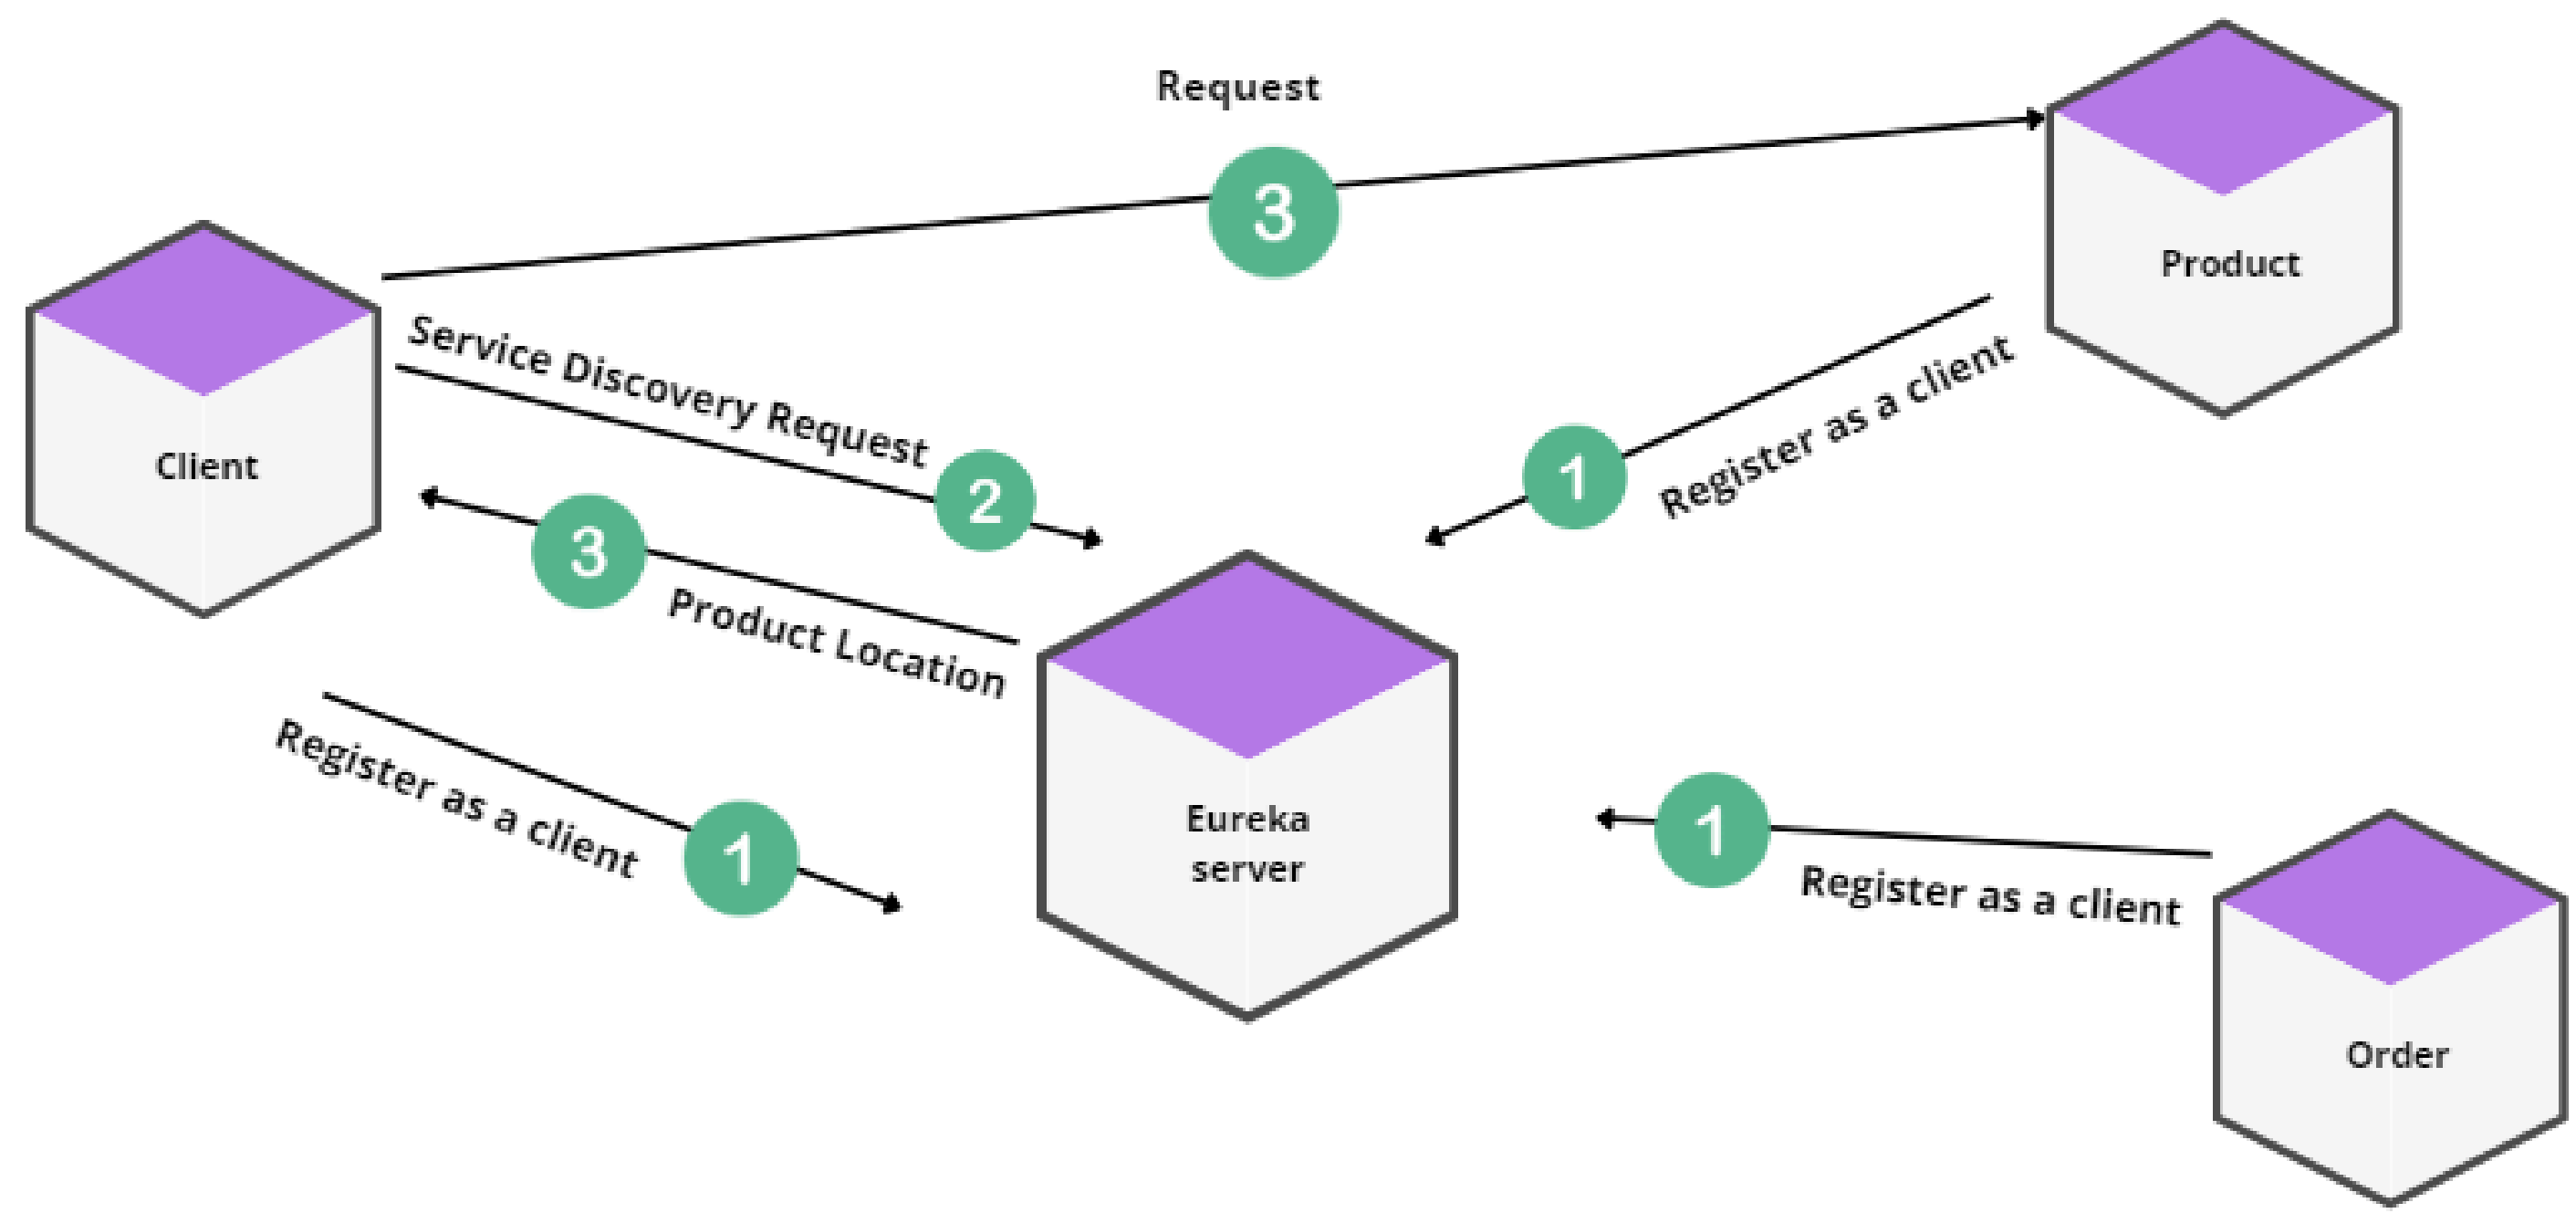 Request
3
Product
Service Discovery Request
2
Client
1
Register as a client
3
Product Location
Register as a client
1
Eureka
server
1
Register as a client
Order